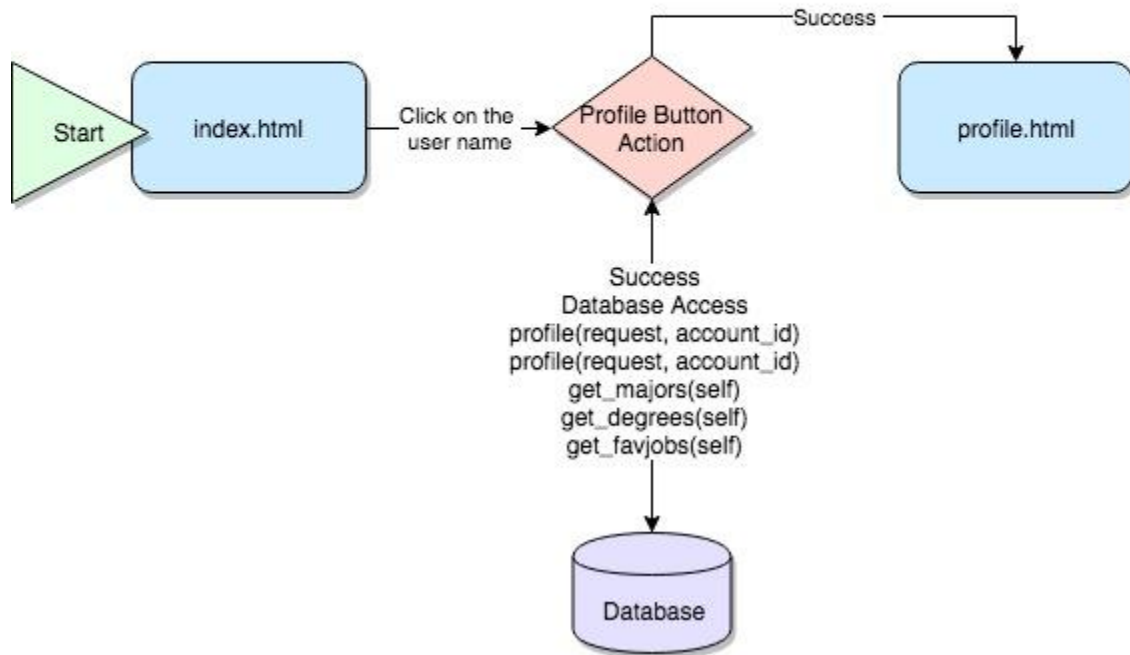 Success
Start
index.html
Click on the
user name
Profile Button
Action
profile.html
Success
Database Access
profile(request, account_id)
profile(request, account_id)
get_majors(self)
get_degrees(self)
get_favjobs(self)
Database